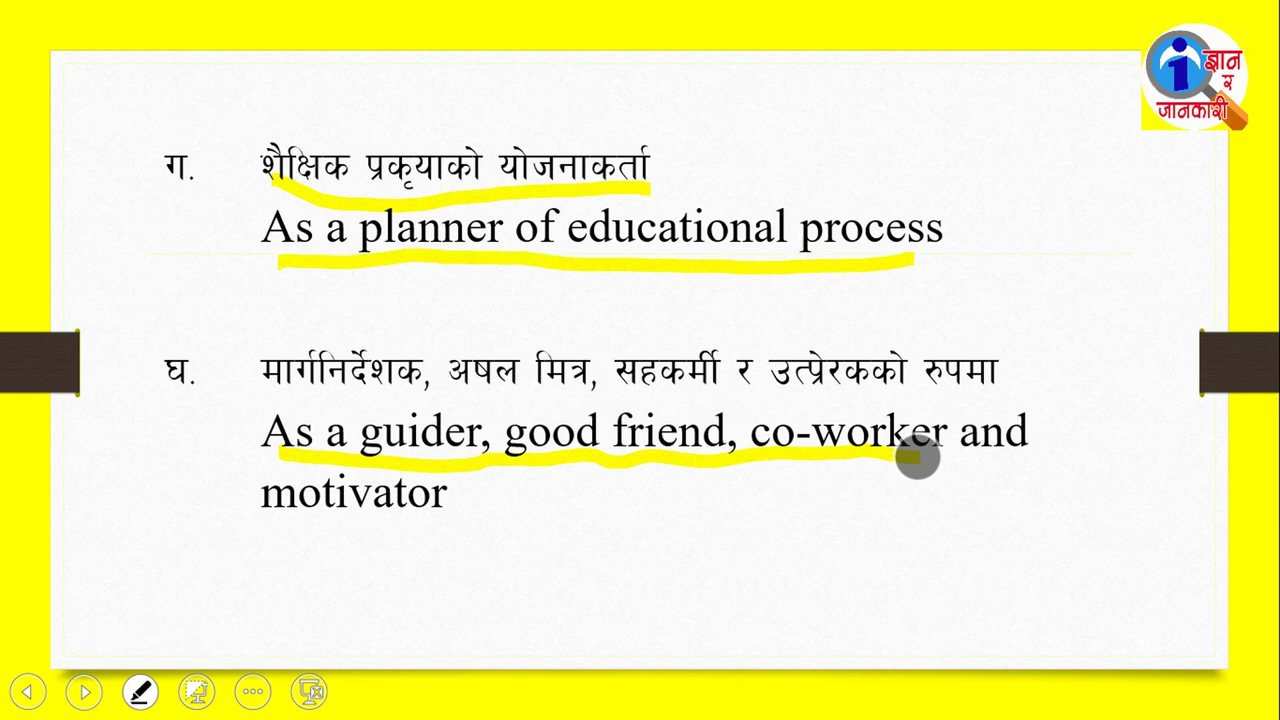 ज्ञान
र
जानकारी
ग. शैक्षिक प्रकृयाको योजनाकर्ता
As a planner of educational process
घ. मार्गनिर्देशक, अषल मित्र, सहकर्मी र उत्प्रेरकको रुपमा
As a guider, good friend, co-worker and
motivator